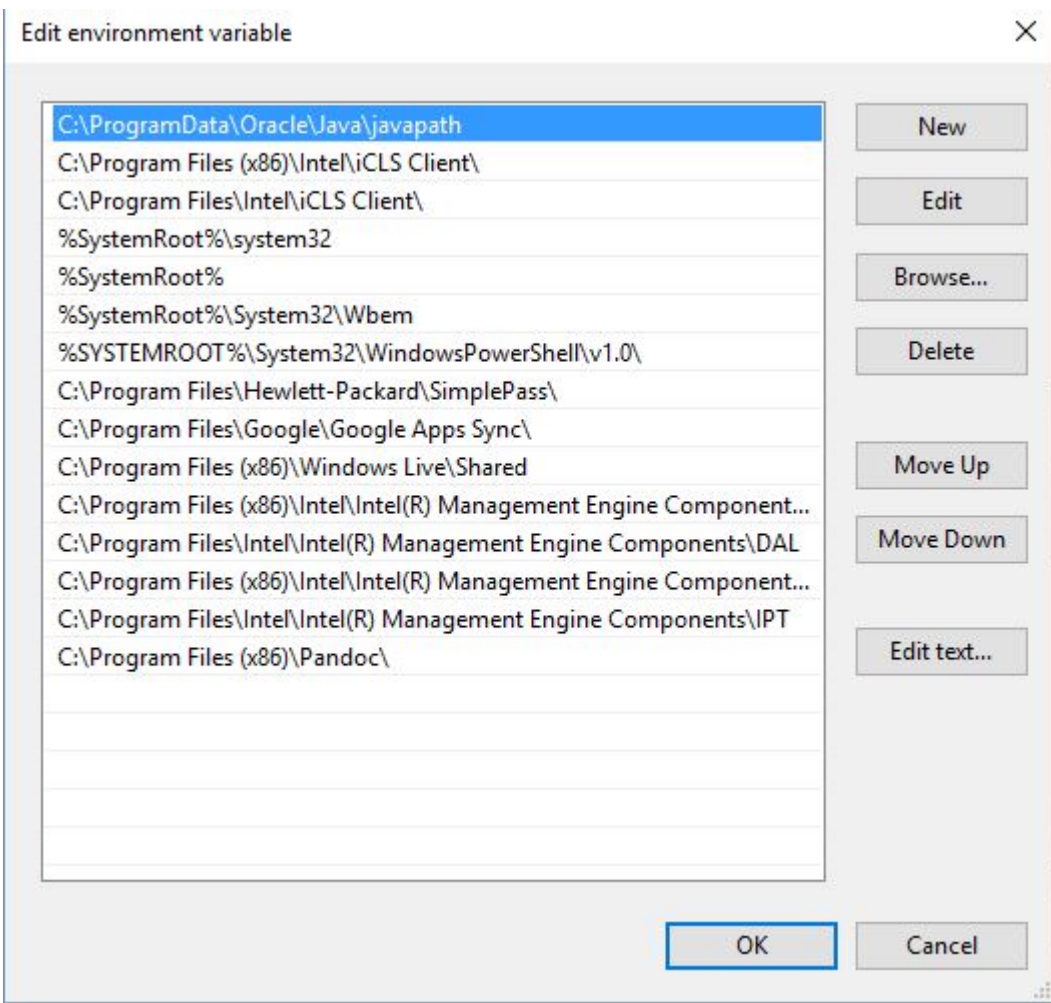 Edit environment variable
C:\ProgramData\Oracle\Java\javapath
C:\Program Files (x86)\Intel\iCLS Client\
C:\Program Files\Intel\iCLS Client\
%SystemRoot%\system32
%SystemRoot%
%SystemRoot%\System32\Wbem
%SYSTEMROOT%\System32\WindowsPowerShell\v1.0\
C:\Program Files\Hewlett-Packard\SimplePass\
C:\Program Files\Google\Google Apps Sync\
C:\Program Files (x86)\Windows Live\Shared
C:\Program Files (x86)\Intel\Intel(R) Management Engine Component...
C:\Program Files\Intel\Intel(R) Management Engine Components\DAL
C:\Program Files (x86)\Intel\Intel(R) Management Engine Component...
C:\Program Files\Intel\Intel(R) Management Engine Components\IPT
C:\Program Files (x86)\Pandoc\
New
Edit
Browse...
Delete
Move Up
Move Down
Edit text...
OK
Cancel